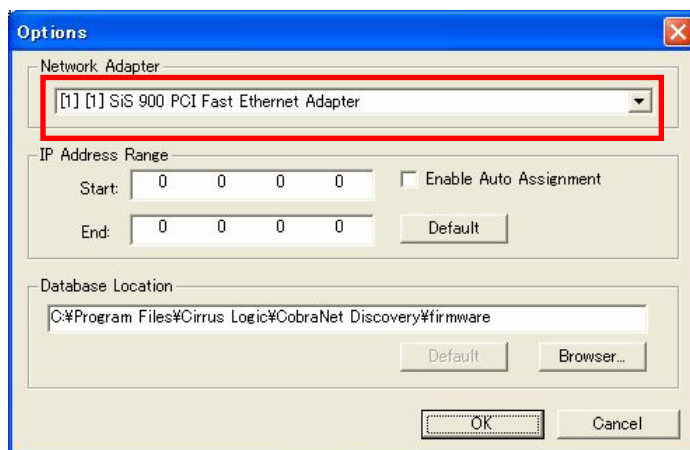 Options
Network Adapter
[1] [1] SiS 900 PCI Fast Ethernet Adapter
IP Address Range
Start: 0 0 0 0
Enable Auto Assignment
End: 0 0 0 0
Default
Database Location
C:¥Program Files¥Cirrus Logic¥CobraNet Discovery¥firmware
Default Browser...
OK Cancel